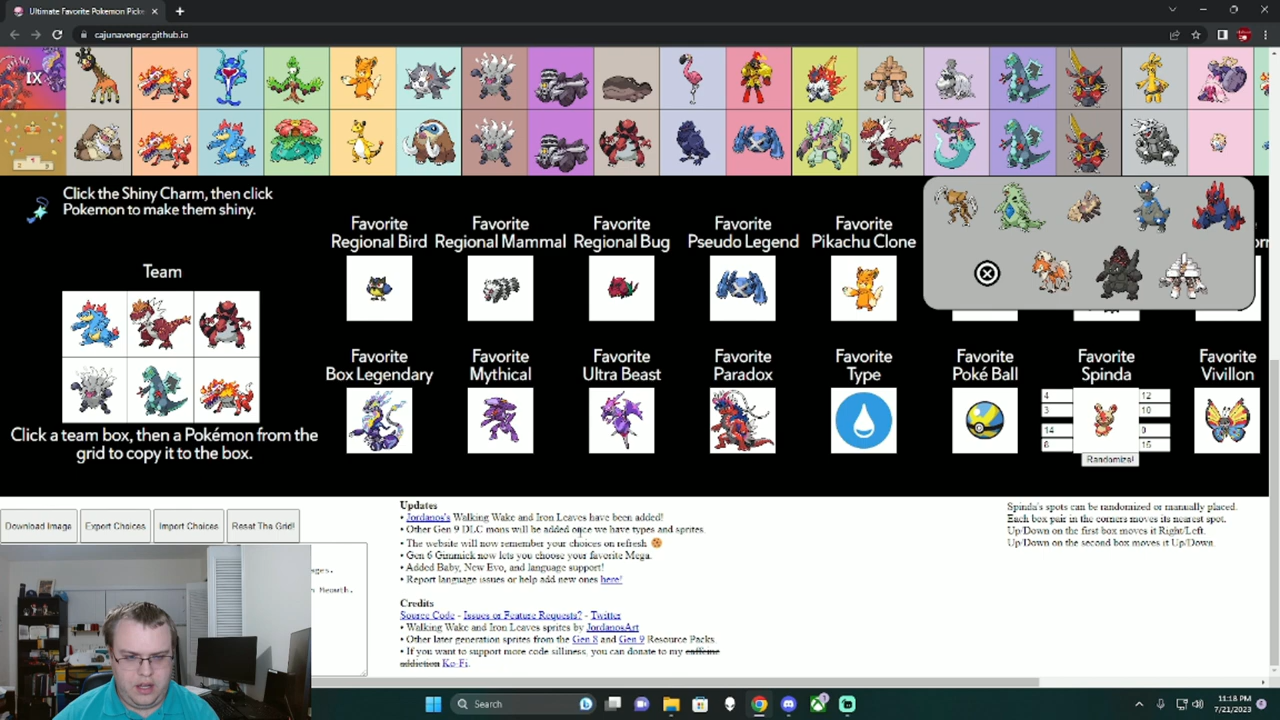 Ultimate Favorite Pokemon Picke
cajunavenger.github.io
IX
Click the Shiny Charm, then click
Pokemon to make them shiny.
Team
Click a team box, then a Pokémon from the
grid to copy it to the box.
Favorite
Regional Bird
Favorite
Regional Mammal
Favorite
Regional Bug
Favorite
Pseudo Legend
Favorite
Pikachu Clone
Favorite
Box Legendary
Favorite
Mythical
Favorite
Ultra Beast
Favorite
Paradox
Favorite
Type
Favorite
Poké Ball
Favorite
Spinda
Favorite
Vivillon
4 12
3 10
14 0
8 15
Randomize!
Download Image
Export Choices
Import Choices
Reset The Grid!
Updates
• Jordanos's Walking Wake and Iron Leaves have been added!
• Other Gen 9 DLC mons will be added once we have types and sprites.
• The website will now remember your choices on refresh
• Gen 6 Gimmick now lets you choose your favorite Mega.
• Added Baby, New Evo, and language support!
• Report language issues or help add new ones here!
Credits
Source Code - Issues or Feature Requests? - Twitter
• Walking Wake and Iron Leaves sprites by JordanosArt
• Other later generation sprites from the Gen 8 and Gen 9 Resource Packs.
• If you want to support more code silliness, you can donate to my caffeine
addiction Ko-Fi.
Spinda's spots can be randomized or manually placed.
Each box pair in the corners moves its nearest spot.
Up/Down on the first box moves it Right/Left.
Up/Down on the second box moves it Up/Down.
Meowth.
Search
11:18 PM
7/21/2023